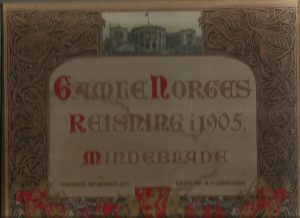 GAMLE NORGES
REISNING i 1905.
MINDEBLADE